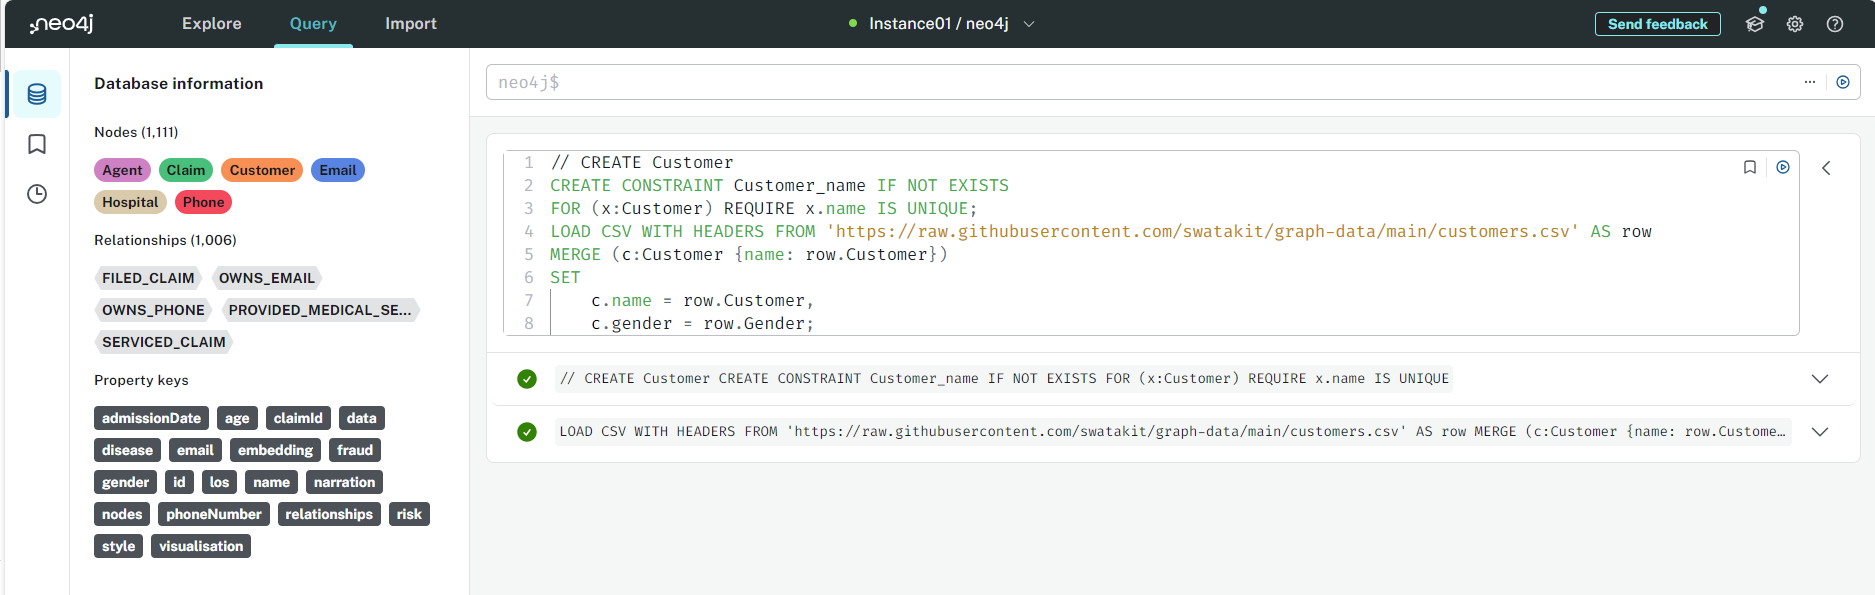 neo4j Explore Query Import Instance01 / neo4j Send feedback
Database information
Nodes (1,111)
Agent Claim Customer Email
Hospital Phone
Relationships (1,006)
FILED_CLAIM OWNS_EMAIL
OWNS_PHONE PROVIDED_MEDICAL_SE...
SERVICED_CLAIM
Property keys
admissionDate age claimId data
disease email embedding fraud
gender id los name narration
nodes phoneNumber relationships risk
style visualisation
neo4j$
1 // CREATE Customer
2 CREATE CONSTRAINT Customer_name IF NOT EXISTS
3 FOR (x:Customer) REQUIRE x.name IS UNIQUE;
4 LOAD CSV WITH HEADERS FROM 'https://raw.githubusercontent.com/swatakit/graph-data/main/customers.csv' AS row
5 MERGE (c:Customer {name: row.Customer})
6 SET
7 c.name = row.Customer,
8 c.gender = row.Gender;
// CREATE Customer CREATE CONSTRAINT Customer_name IF NOT EXISTS FOR (x:Customer) REQUIRE x.name IS UNIQUE
LOAD CSV WITH HEADERS FROM 'https://raw.githubusercontent.com/swatakit/graph-data/main/customers.csv' AS row MERGE (c:Customer {name: row.Custome…